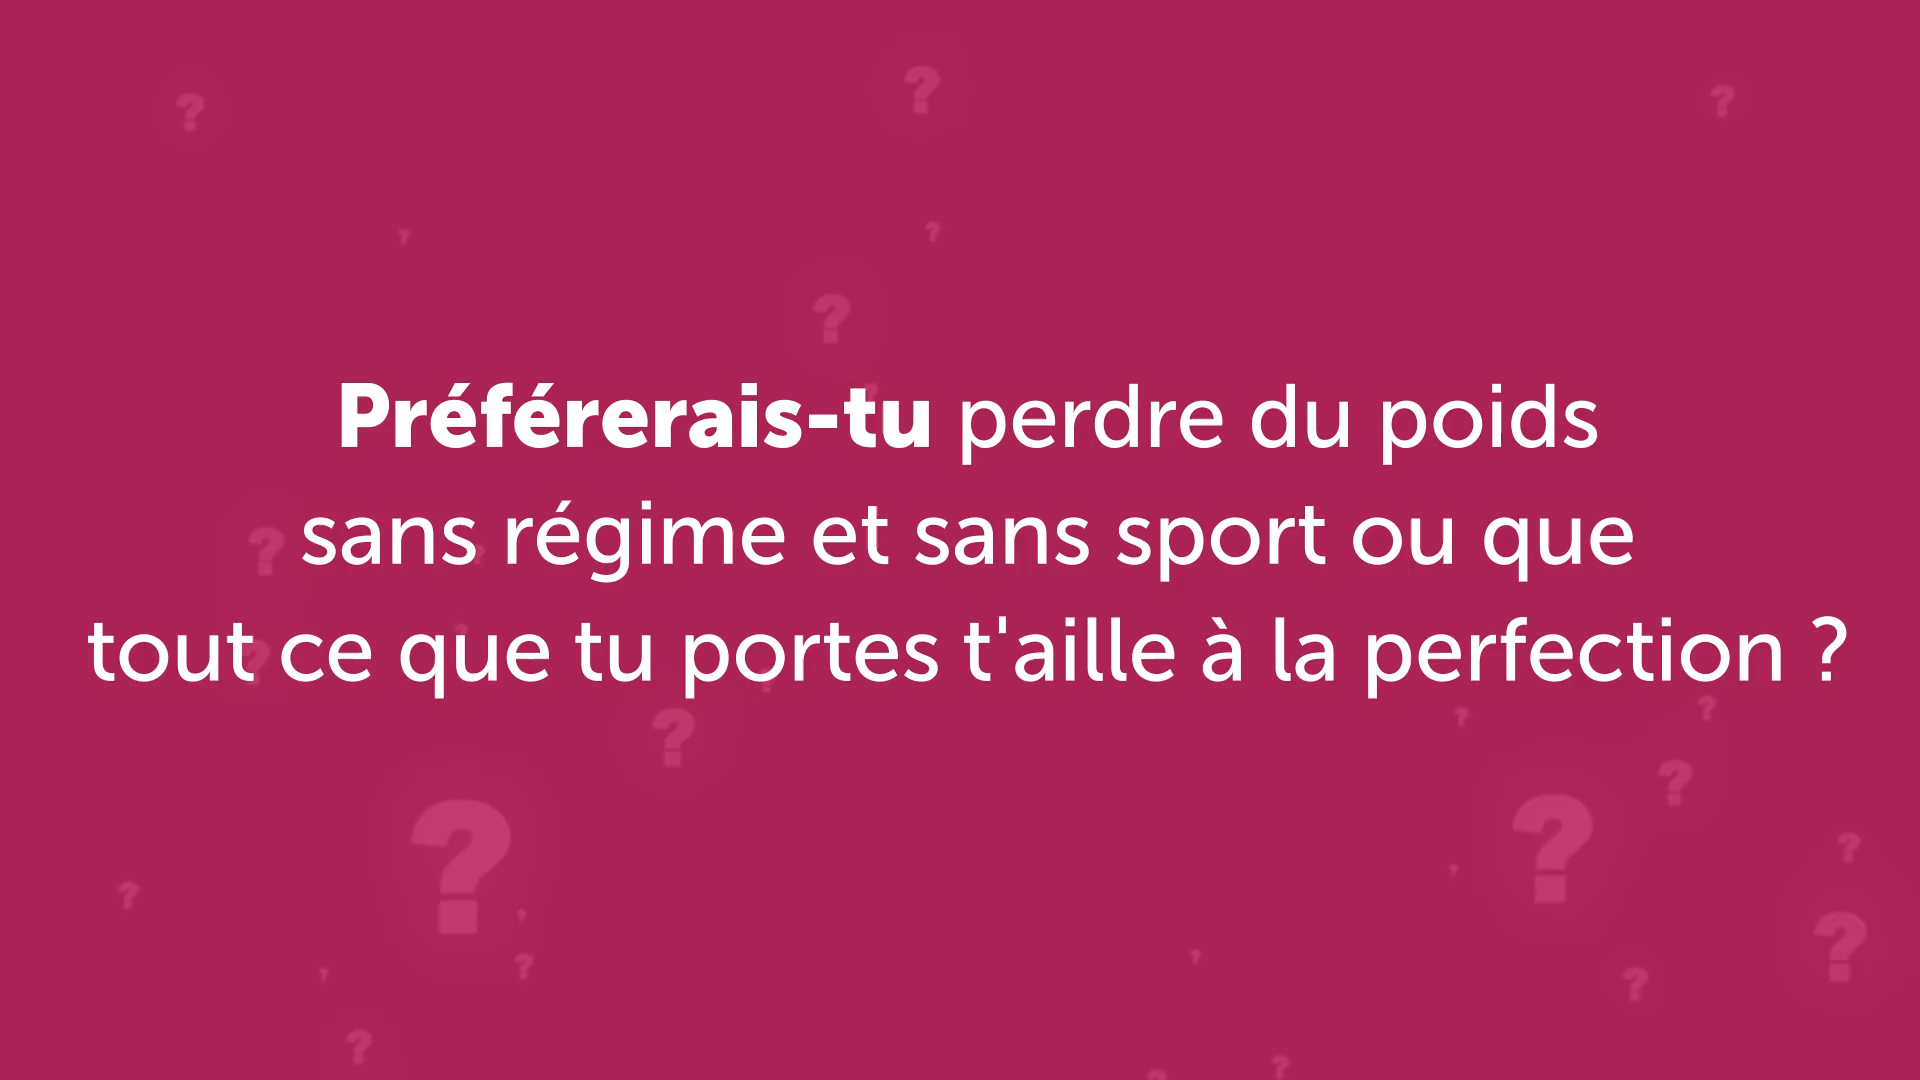 Préférerais-tu perdre du poids
sans régime et sans sport ou que
tout ce que tu portes t'aille à la perfection ?